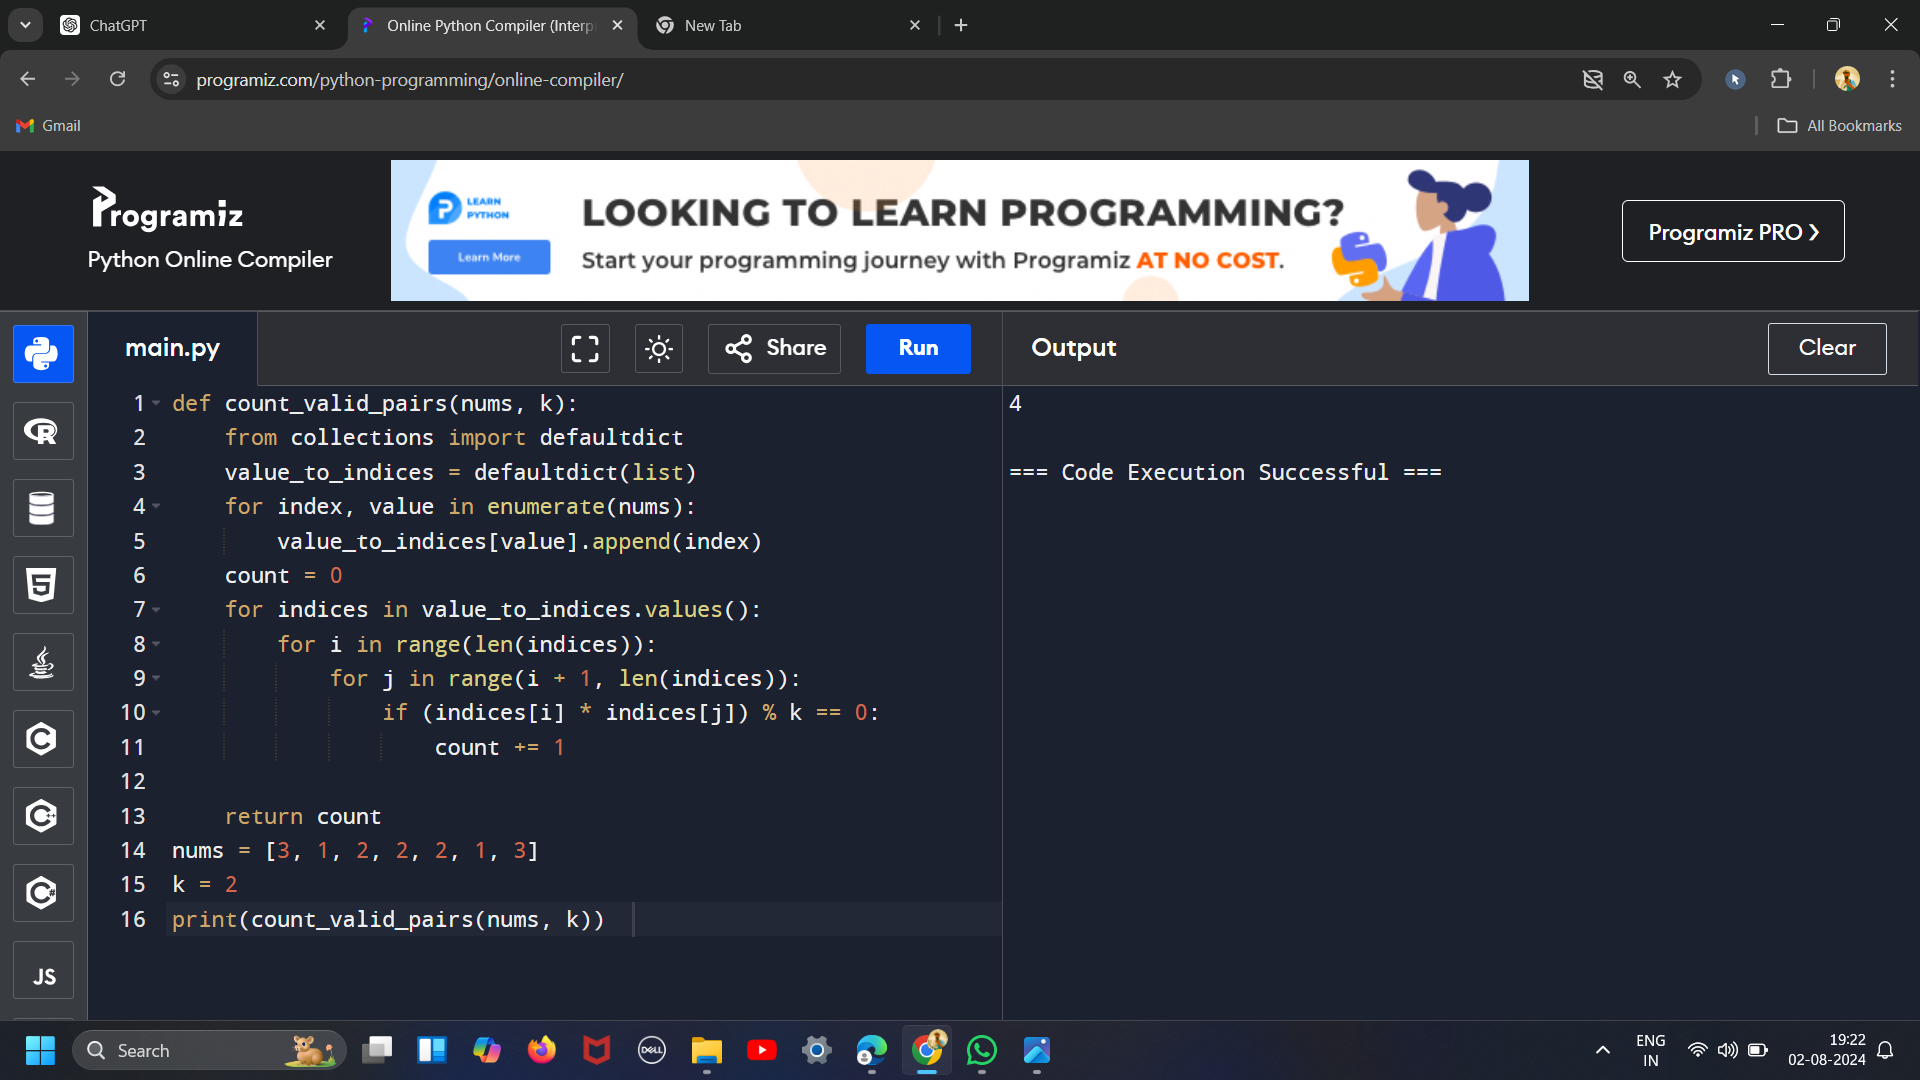 ChatGPT
Online Python Compiler (Interp
New Tab
programiz.com/python-programming/online-compiler/
Gmail
All Bookmarks
Programiz
Python Online Compiler
LEARN
PYTHON
Learn More
LOOKING TO LEARN PROGRAMMING?
Start your programming journey with Programiz AT NO COST.
Programiz PRO ❯
main.py
Share
Run
Output
Clear
1 def count_valid_pairs(nums, k):
2     from collections import defaultdict
3     value_to_indices = defaultdict(list)
4     for index, value in enumerate(nums):
5         value_to_indices[value].append(index)
6     count = 0
7     for indices in value_to_indices.values():
8         for i in range(len(indices)):
9             for j in range(i + 1, len(indices)):
10                 if (indices[i] * indices[j]) % k == 0:
11                     count += 1
12
13     return count
14 nums = [3, 1, 2, 2, 2, 1, 3]
15 k = 2
16 print(count_valid_pairs(nums, k))
4
=== Code Execution Successful ===
JS
Search
DELL
ENG
IN
19:22
02-08-2024